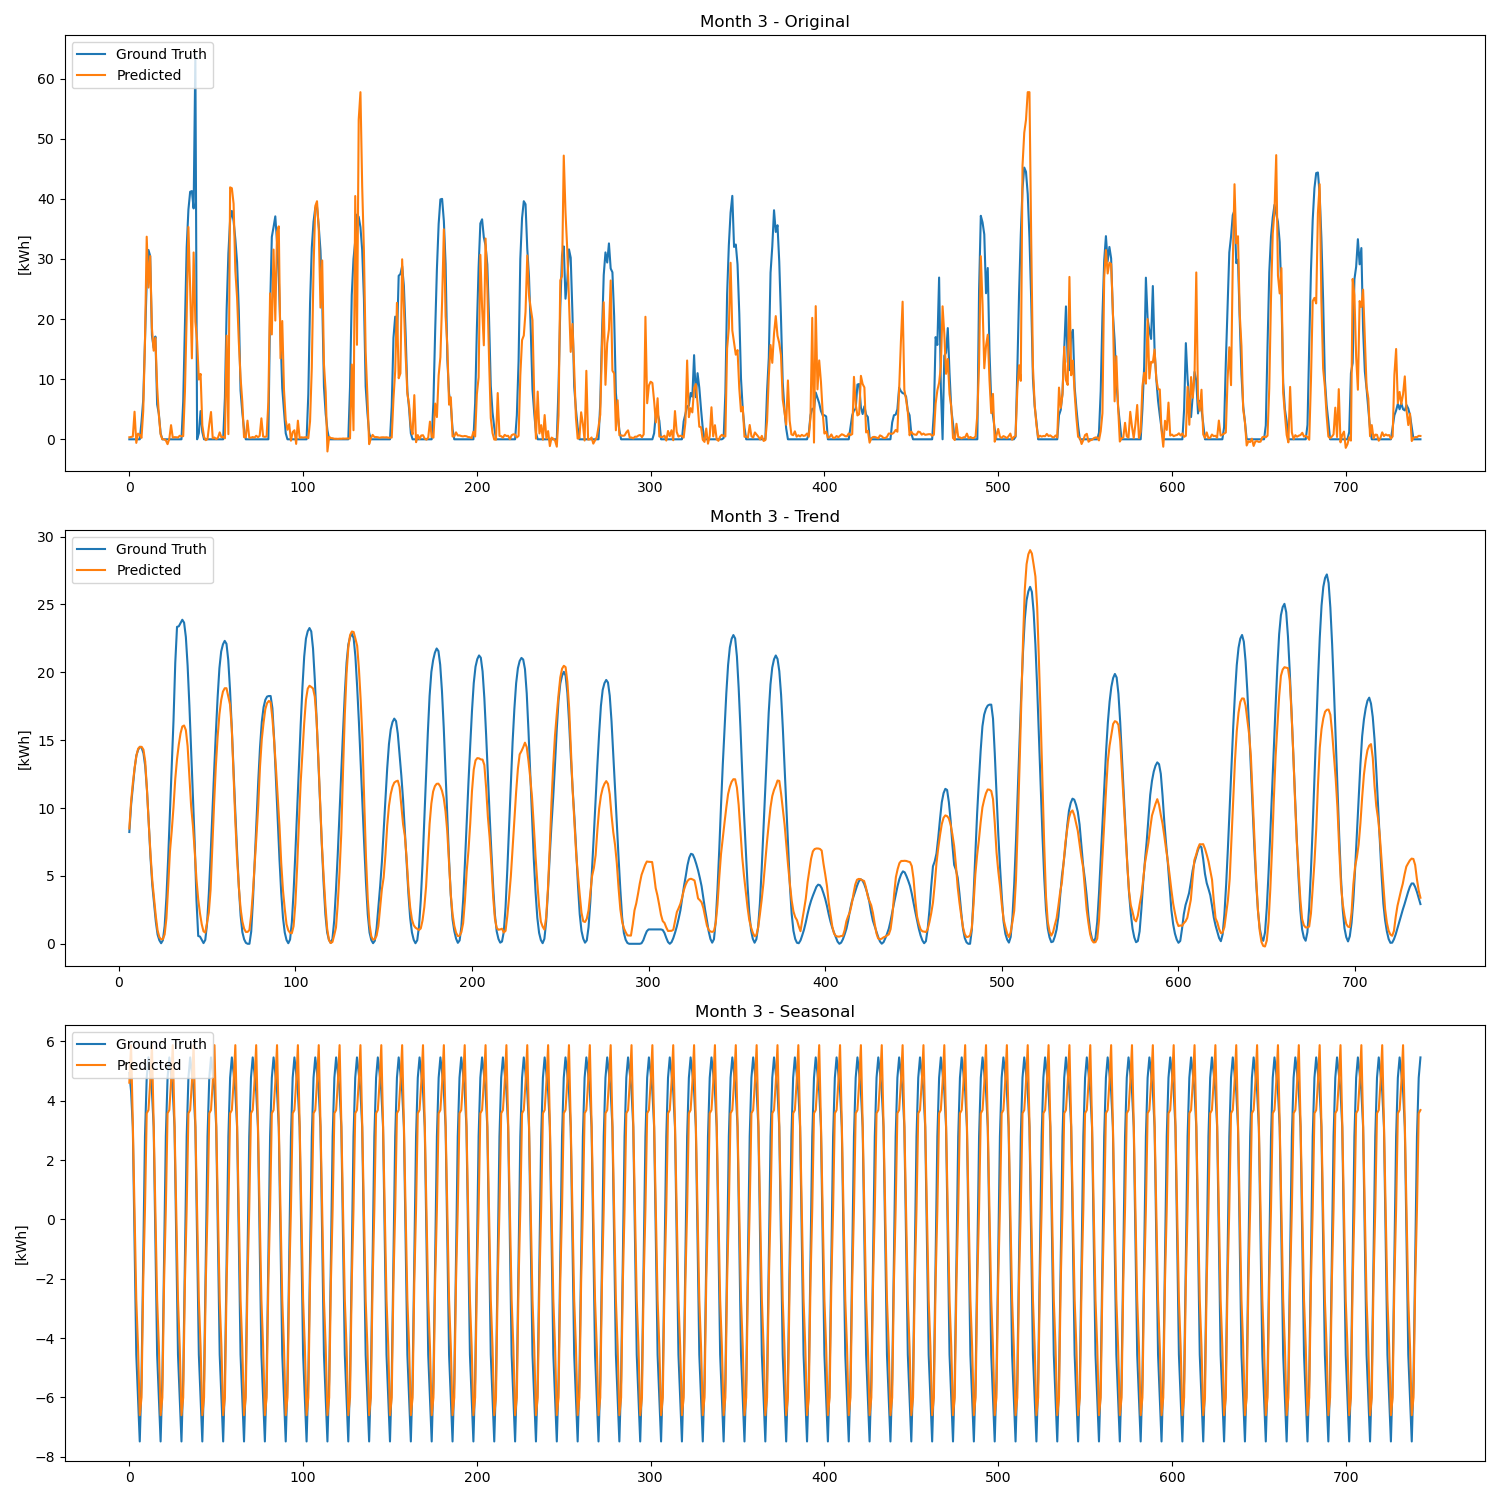 Month 3 - Original
Ground Truth
Predicted
[kWh]
60
50
40
30
20
10
0
0 100 200 300 400 500 600 700
Month 3 - Trend
Ground Truth
Predicted
[kWh]
30
25
20
15
10
5
0
0 100 200 300 400 500 600 700
Month 3 - Seasonal
Ground Truth
Predicted
[kWh]
6
4
2
0
−2
−4
−6
−8
0 100 200 300 400 500 600 700